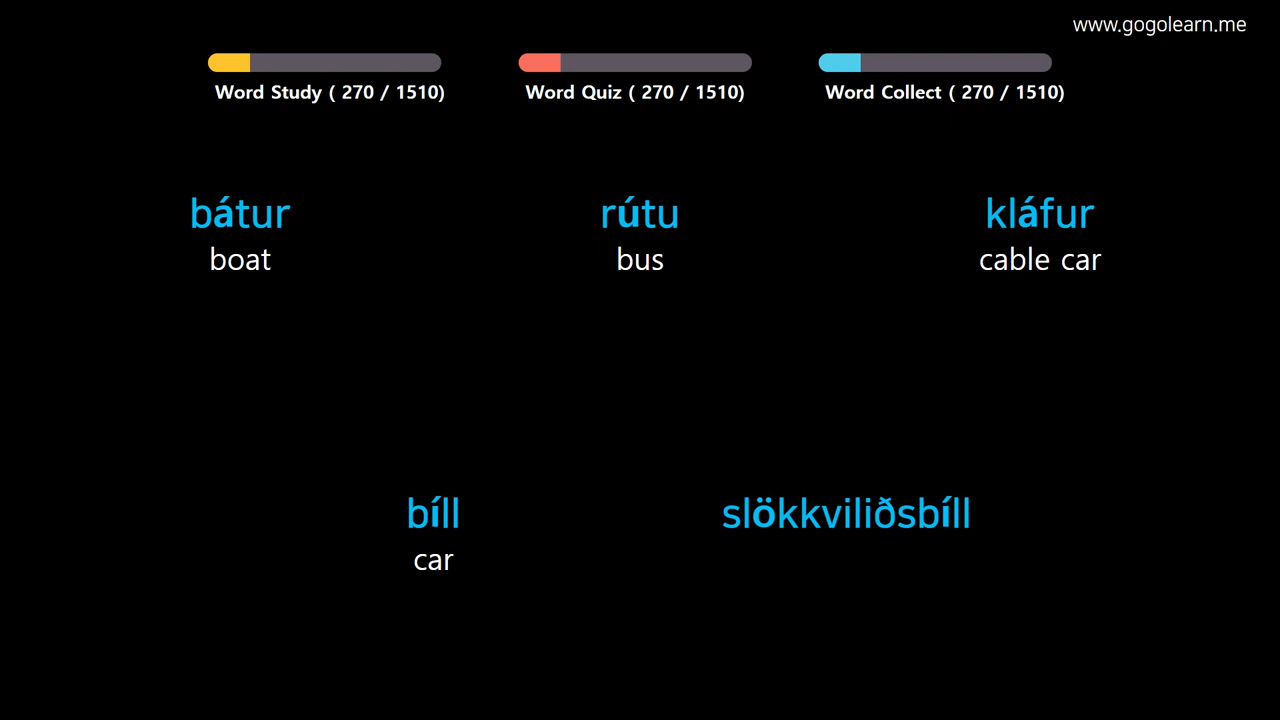 www.gogolearn.me
Word Study ( 270 / 1510)
Word Quiz ( 270 / 1510)
Word Collect ( 270 / 1510)
bátur
boat
rútu
bus
kláfur
cable car
bíll
car
slökkviliðsbíll